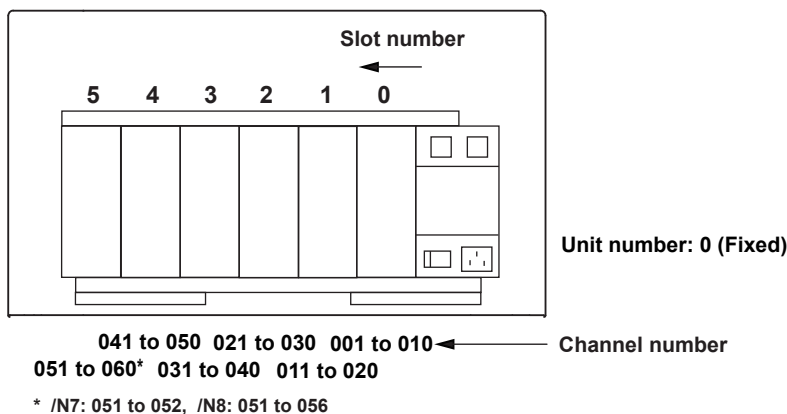 Slot number
5 4 3 2 1 0
Unit number: 0 (Fixed)
041 to 050 021 to 030 001 to 010 Channel number
051 to 060* 031 to 040 011 to 020
* /N7: 051 to 052, /N8: 051 to 056